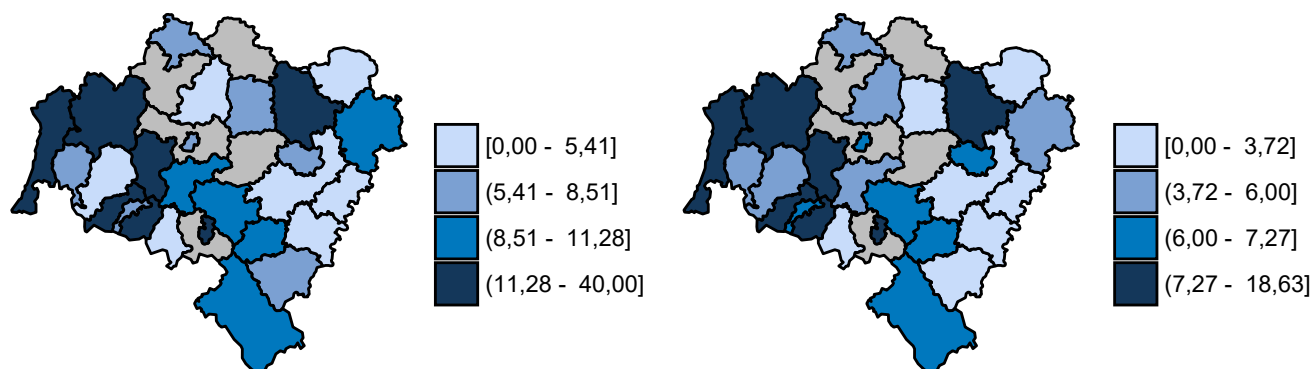 [0,00 - 5,41]
(5,41 - 8,51]
(8,51 - 11,28]
(11,28 - 40,00]
[0,00 - 3,72]
(3,72 - 6,00]
(6,00 - 7,27]
(7,27 - 18,63]